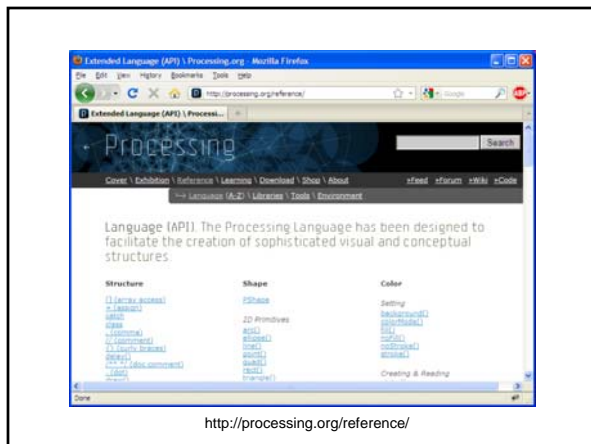 Extended Language (API) \ Processing.org - Mozilla Firefox
File Edit View History Bookmarks Tools Help
http://processing.org/reference/
Google
ABP
Extended Language (API) \ Processi...
Processing
Search
Cover \ Exhibition \ Reference \ Learning \ Download \ Shop \ About
»Feed »Forum »Wiki »Code
Language (A-Z) \ Libraries \ Tools \ Environment
Language (API). The Processing Language has been designed to
facilitate the creation of sophisticated visual and conceptual
structures.
Structure
[] (array access)
= (assign)
catch
class
, (comma)
// (comment)
{} (curly braces)
delay()
/** */ (doc comment)
. (dot)
draw()
Shape
PShape
2D Primitives
arc()
ellipse()
line()
point()
quad()
rect()
triangle()
Color
Setting
background()
colorMode()
fill()
noFill()
noStroke()
stroke()
Creating & Reading
Done
http://processing.org/reference/